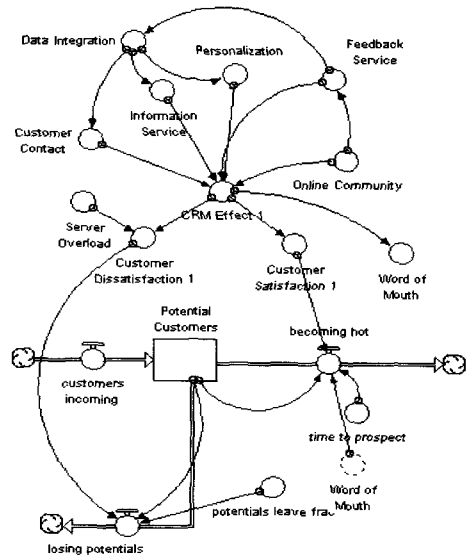 Data Integration
Personalization
Feedback
Service
Information
Service
Customer
Contact
Online Community
CRM Effect 1
Server
Overload
Customer
Dissatisfaction 1
Customer
Satisfaction 1
Word of
Mouth
Potential
Customers
becoming hot
customers
incoming
time to prospect
Word of
Mouth
potentials leave frac
losing potentials